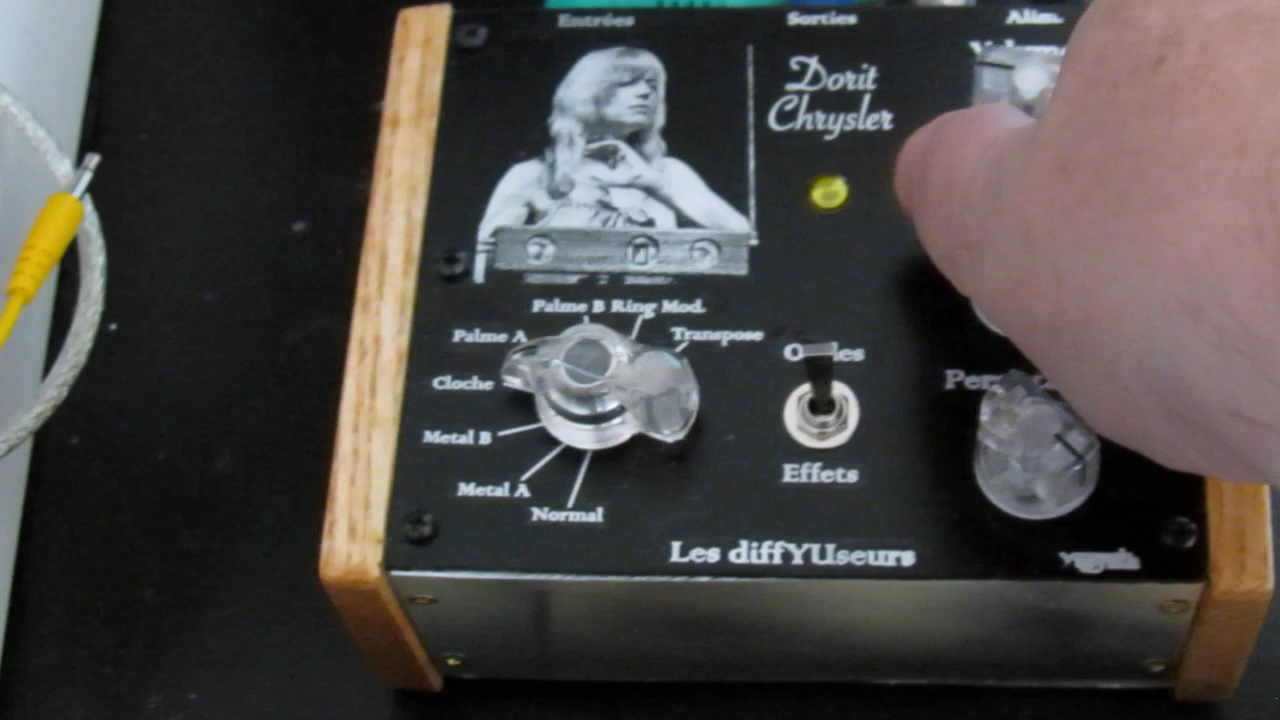 Entrées
Sorties
Alim.
Dorit
Chrysler
Palme B
Ring Mod.
Palme A
Transpose
Cloche
Metal B
Metal A
Normal
Effets
Les diffYUseurs